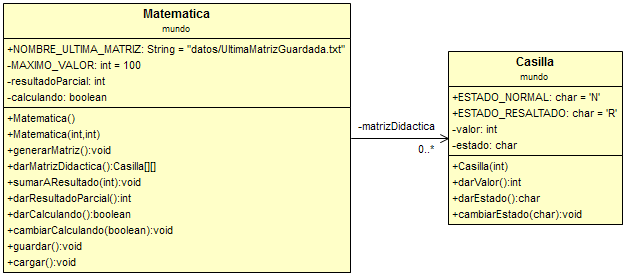 Matematica
mundo
+NOMBRE_ULTIMA_MATRIZ: String = "datos/UltimaMatrizGuardada.txt"
-MAXIMO_VALOR: int = 100
-resultadoParcial: int
-calculando: boolean
+Matematica()
+Matematica(int,int)
+generarMatriz():void
+darMatrizDidactica():Casilla[][]
+sumarAResultado(int):void
+darResultadoParcial():int
+darCalculando():boolean
+cambiarCalculando(boolean):void
+guardar():void
+cargar():void
-matrizDidactica
0..*
Casilla
mundo
+ESTADO_NORMAL: char = 'N'
+ESTADO_RESALTADO: char = 'R'
-valor: int
-estado: char
+Casilla(int)
+darValor():int
+darEstado():char
+cambiarEstado(char):void